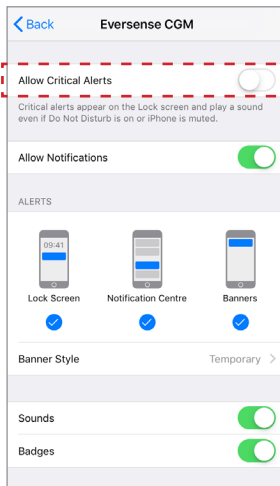 Back
Eversense CGM
Allow Critical Alerts
Critical alerts appear on the Lock screen and play a sound
even if Do Not Disturb is on or iPhone is muted.
Allow Notifications
ALERTS
09:41
Lock Screen
Notification Centre
Banners
Banner Style
Temporary
Sounds
Badges